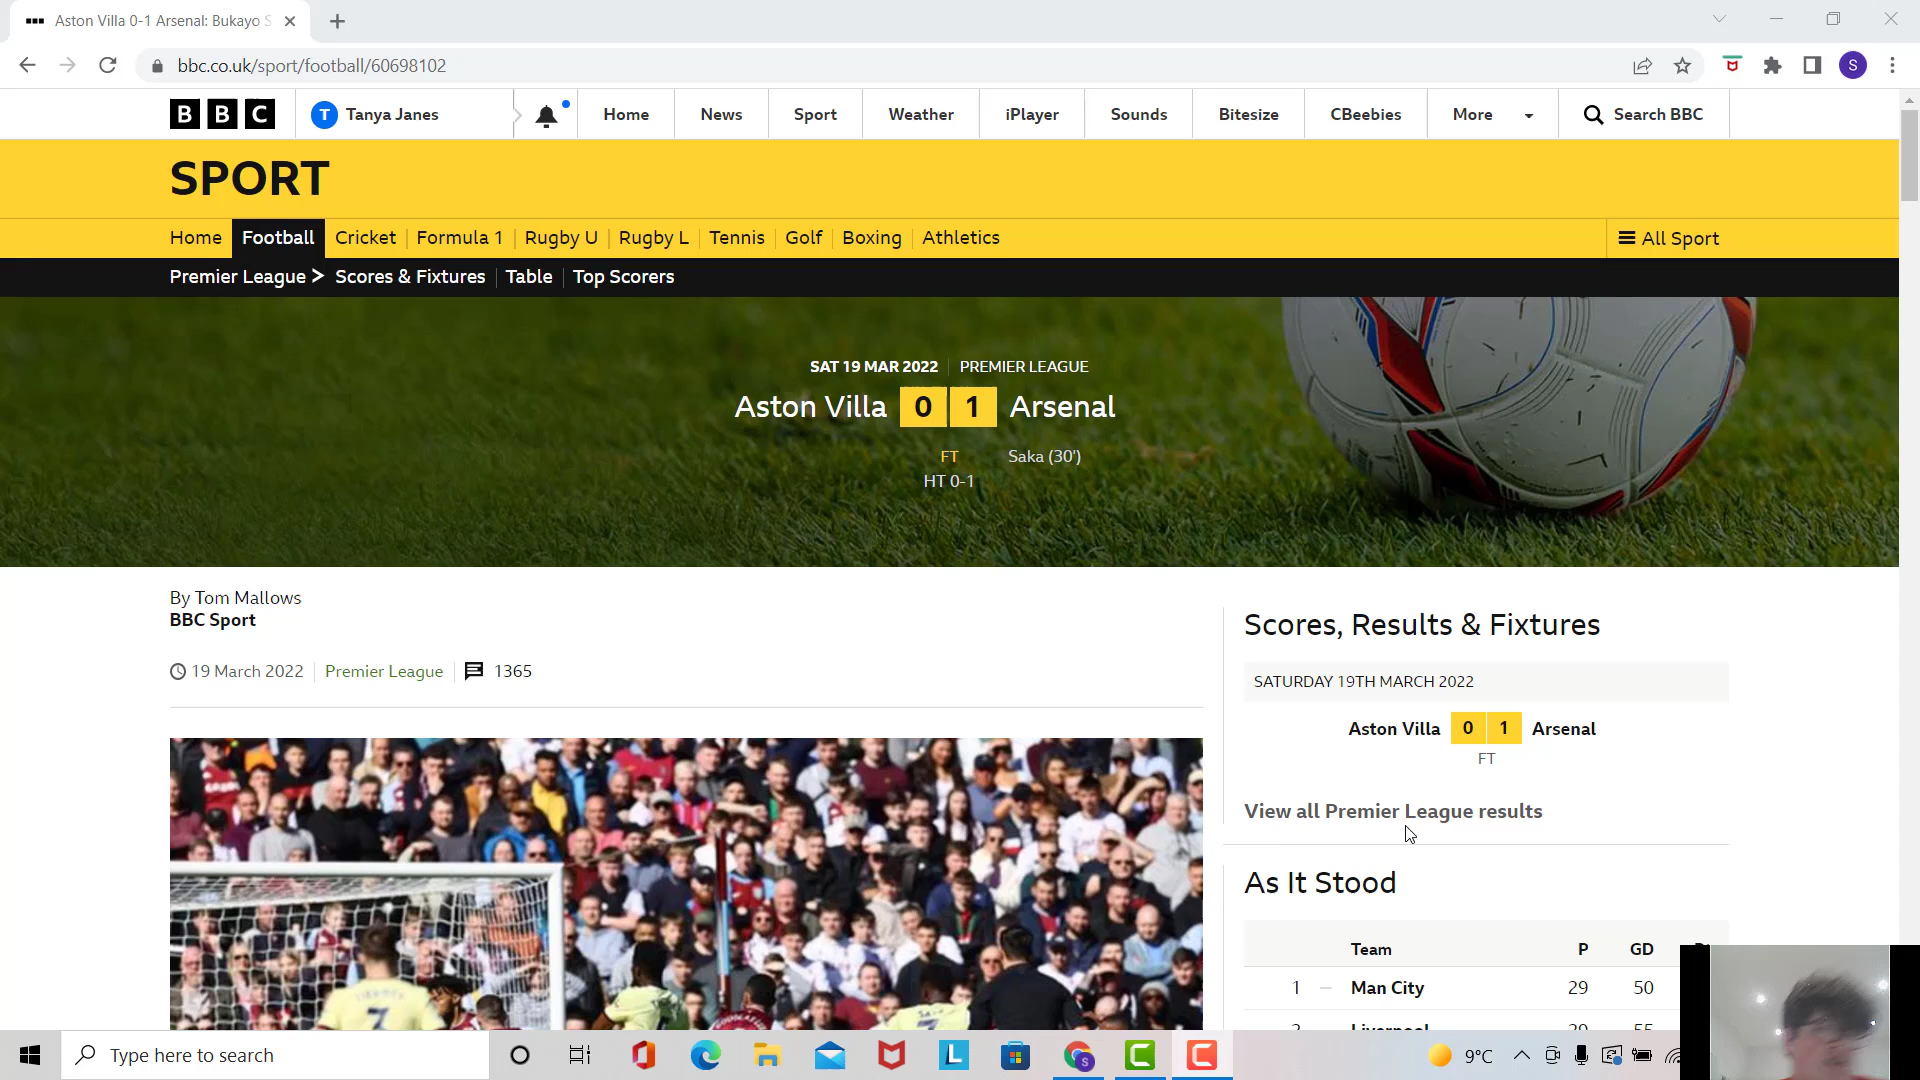 Aston Villa 0-1 Arsenal: Bukayo S
bbc.co.uk/sport/football/60698102
S
BBC
T
Tanya Janes
Home
News
Sport
Weather
iPlayer
Sounds
Bitesize
CBeebies
More
Search BBC
SPORT
Home
Football
Cricket
Formula 1
Rugby U
Rugby L
Tennis
Golf
Boxing
Athletics
All Sport
Premier League
Scores & Fixtures
Table
Top Scorers
SAT 19 MAR 2022
PREMIER LEAGUE
Aston Villa 0 1 Arsenal
FT
Saka (30')
HT 0-1
By Tom Mallows
BBC Sport
19 March 2022
Premier League
1365
Scores, Results & Fixtures
SATURDAY 19TH MARCH 2022
Aston Villa 0 1 Arsenal
FT
View all Premier League results
As It Stood
Team P GD
1 Man City 29 50
7
Type here to search
9°C